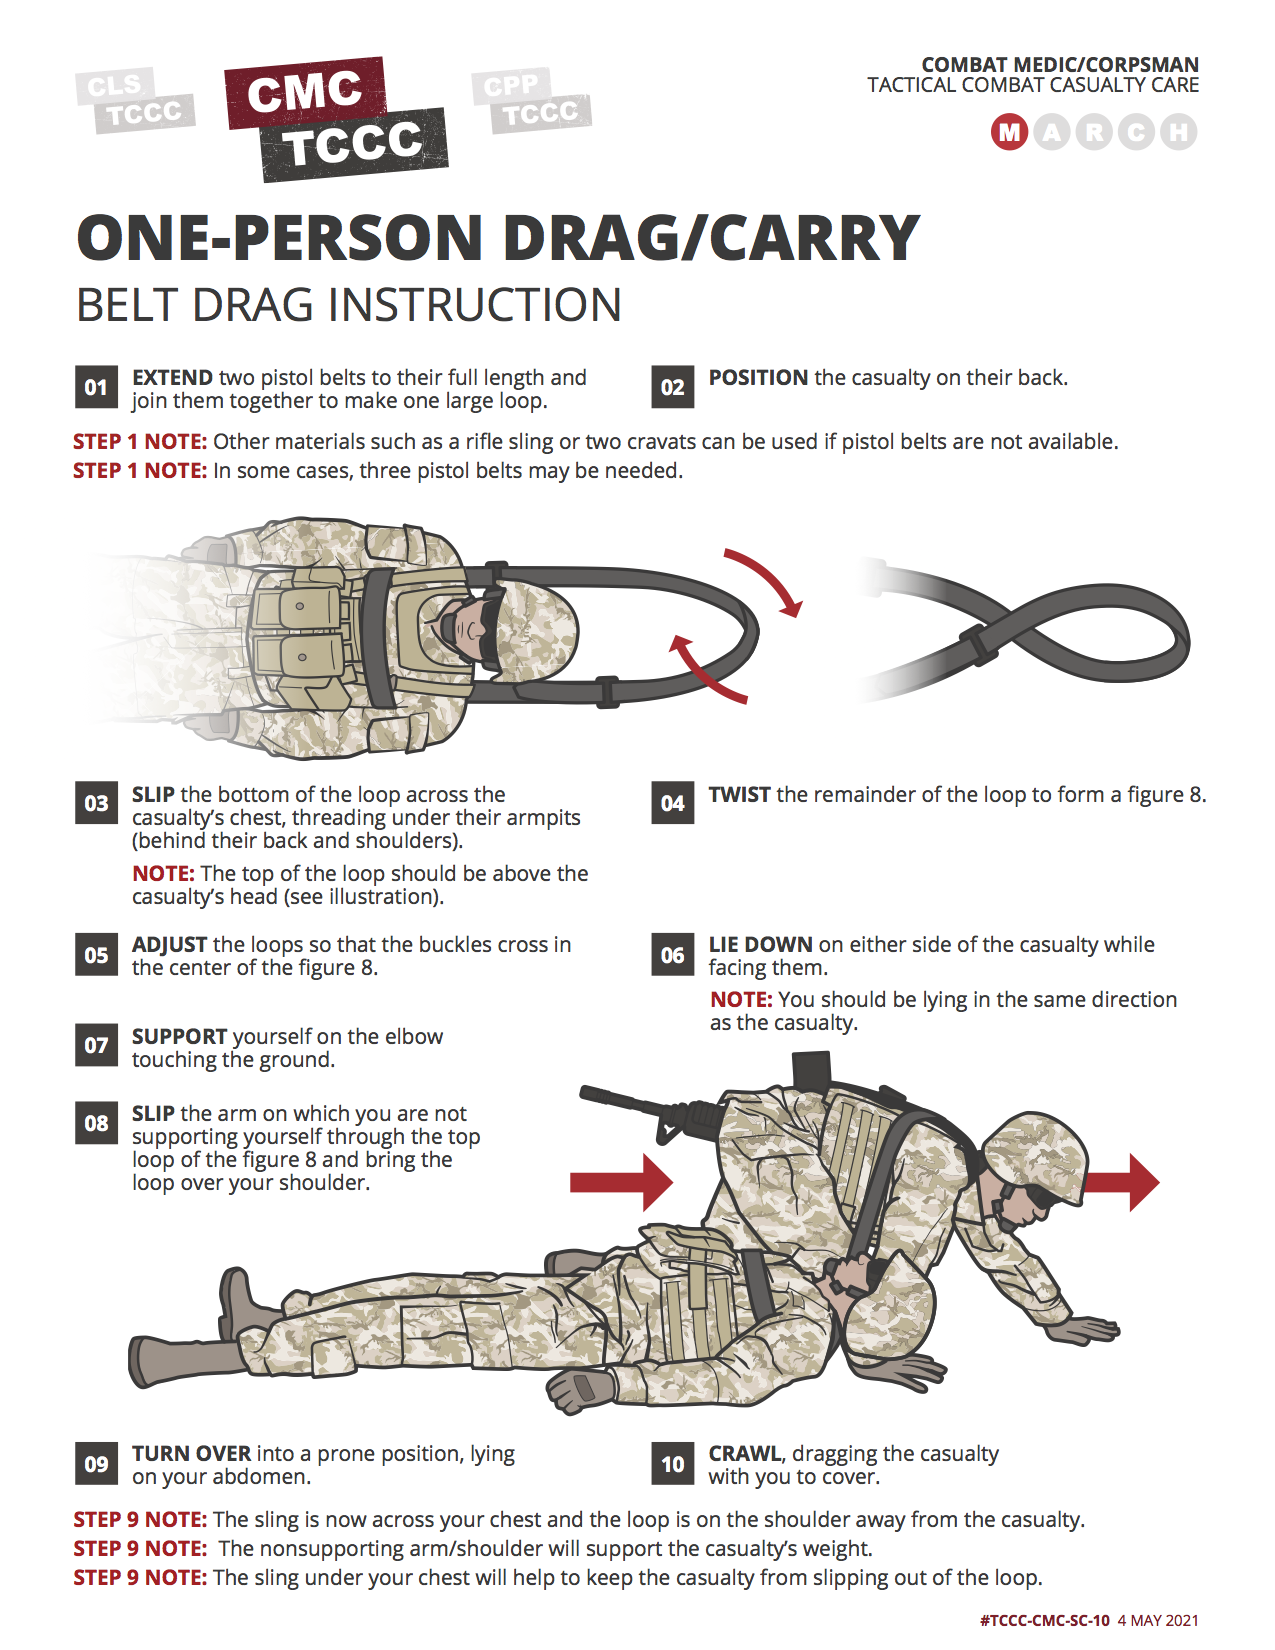 CLS
TCCC
CMC
TCCC
CPP
TCCC
COMBAT MEDIC/CORPSMAN
TACTICAL COMBAT CASUALTY CARE
M A R C H
ONE-PERSON DRAG/CARRY
BELT DRAG INSTRUCTION
01 EXTEND two pistol belts to their full length and
join them together to make one large loop.
02 POSITION the casualty on their back.
STEP 1 NOTE: Other materials such as a rifle sling or two cravats can be used if pistol belts are not available.
STEP 1 NOTE: In some cases, three pistol belts may be needed.
03 SLIP the bottom of the loop across the
casualty’s chest, threading under their armpits
(behind their back and shoulders).
NOTE: The top of the loop should be above the
casualty’s head (see illustration).
04 TWIST the remainder of the loop to form a figure 8.
05 ADJUST the loops so that the buckles cross in
the center of the figure 8.
06 LIE DOWN on either side of the casualty while
facing them.
NOTE: You should be lying in the same direction
as the casualty.
07 SUPPORT yourself on the elbow
touching the ground.
08 SLIP the arm on which you are not
supporting yourself through the top
loop of the figure 8 and bring the
loop over your shoulder.
09 TURN OVER into a prone position, lying
on your abdomen.
10 CRAWL, dragging the casualty
with you to cover.
STEP 9 NOTE: The sling is now across your chest and the loop is on the shoulder away from the casualty.
STEP 9 NOTE: The nonsupporting arm/shoulder will support the casualty’s weight.
STEP 9 NOTE: The sling under your chest will help to keep the casualty from slipping out of the loop.
#TCCC-CMC-SC-10 4 MAY 2021